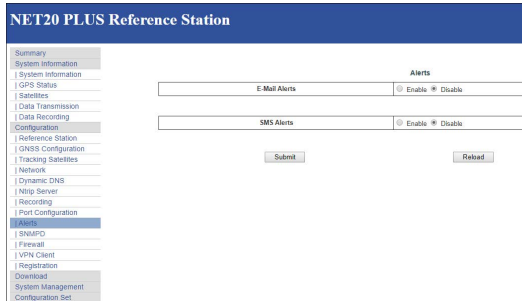 NET20 PLUS Reference Station
Summary
System Information
| System Information
| GPS Status
| Satellites
| Data Transmission
| Data Recording
Configuration
| Reference Station
| GNSS Configuration
| Tracking Satellites
| Network
| Dynamic DNS
| Ntrip Server
| Recording
| Port Configuration
| Alerts
| SNMPD
| Firewall
| VPN Client
| Registration
Download
System Management
Configuration Set
Alerts
E-Mail Alerts Enable Disable
SMS Alerts Enable Disable
Submit Reload